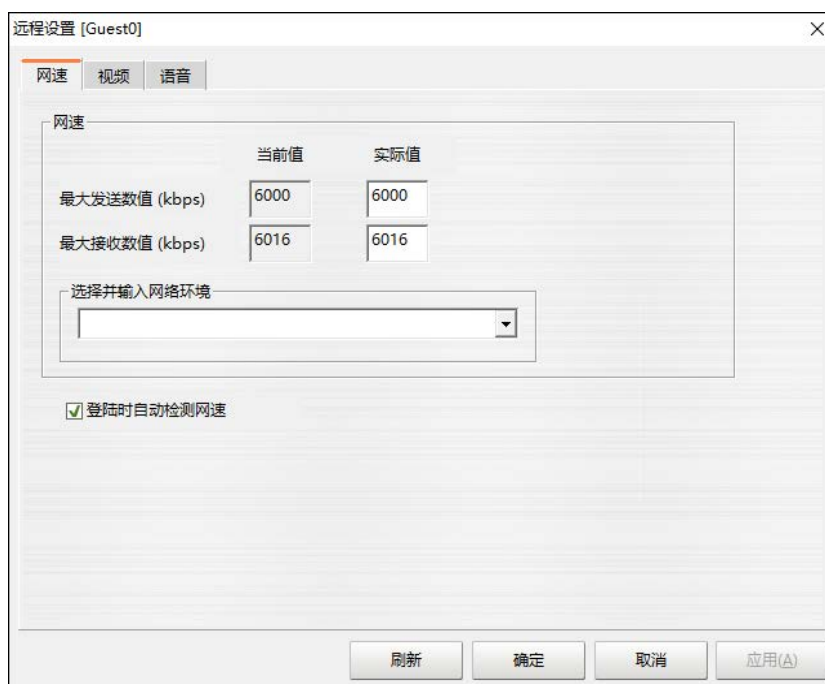 远程设置 [Guest0]
网速 视频 语音
网速
当前值 实际值
最大发送数值 (kbps) 6000 6000
最大接收数值 (kbps) 6016 6016
选择并输入网络环境
登陆时自动检测网速
刷新 确定 取消 应用(A)